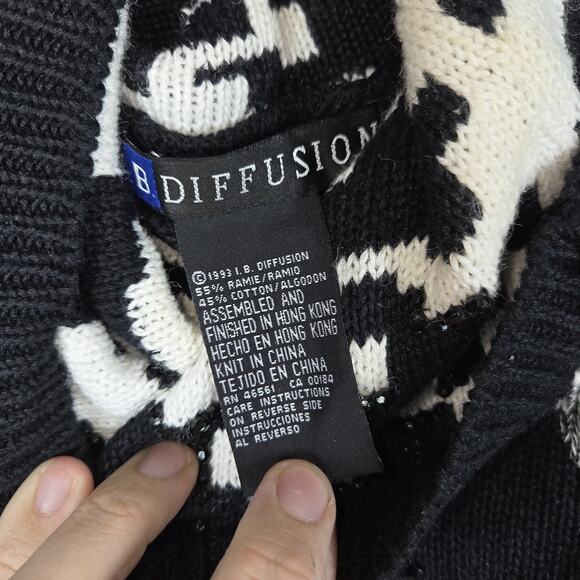 B. DIFFUSION
© 1993 I.B. DIFFUSION
55% RAMIE/RAMIO
45% COTTON/ALGODON
ASSEMBLED AND
FINISHED IN HONG KONG
HECHO EN HONG KONG
KNIT IN CHINA
TEJIDO EN CHINA
RN 46561 CA 00184
CARE INSTRUCTIONS
ON REVERSE SIDE
INSTRUCCIONES
AL REVERSO